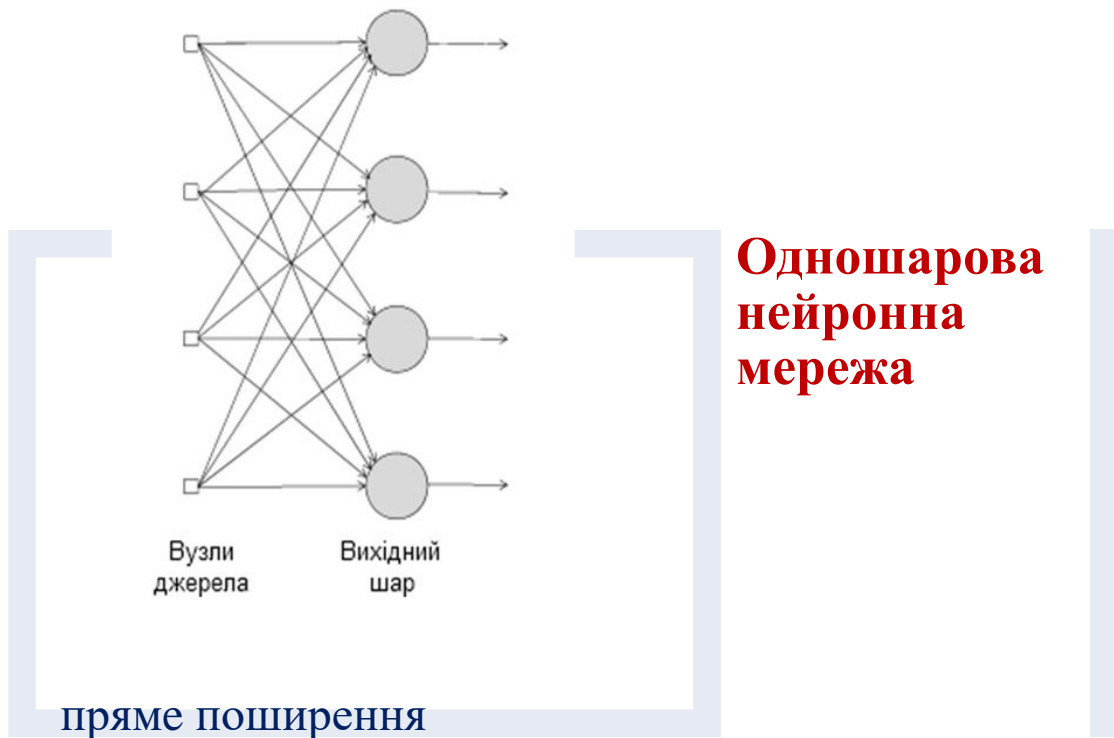 Одношарова
нейронна
мережа
Вузли
джерела
Вихідний
шар
пряме поширення